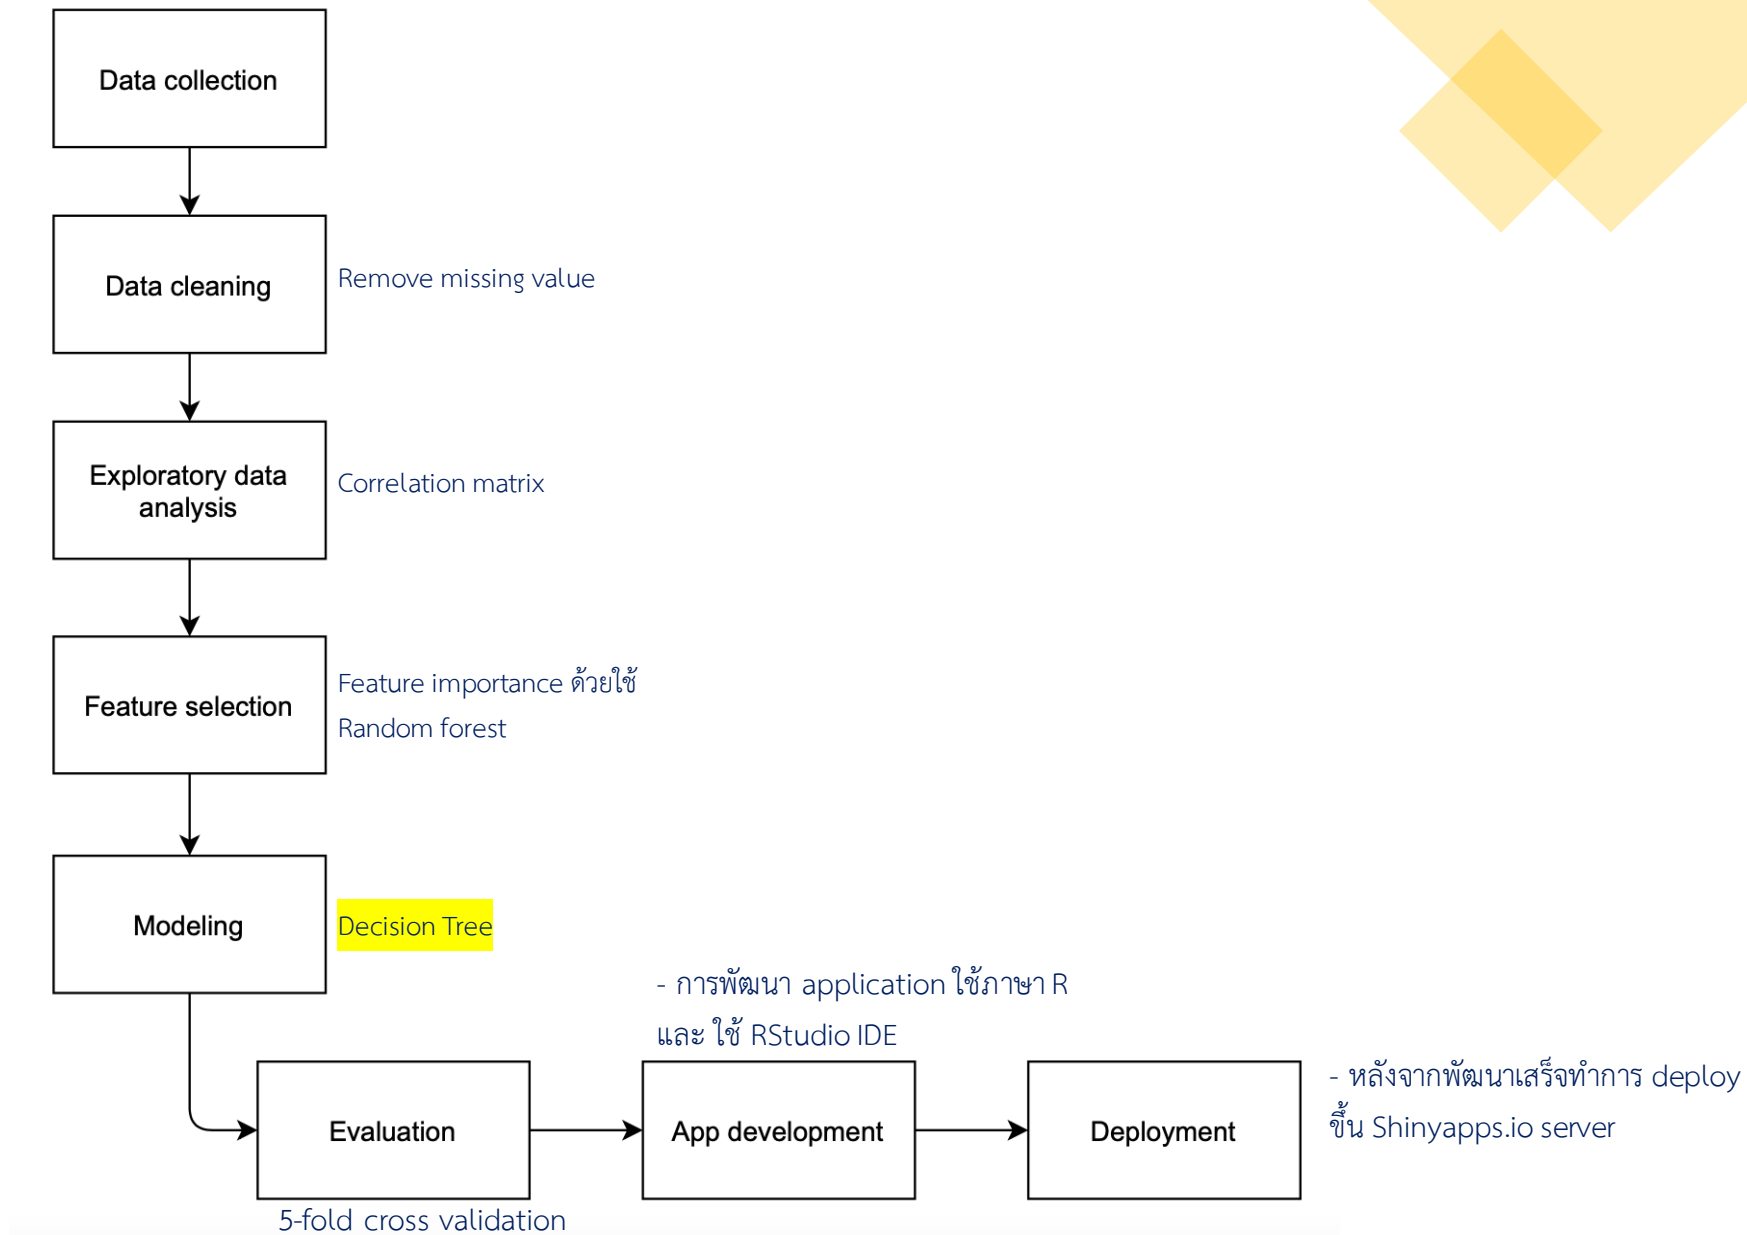 Data collection
Data cleaning
Remove missing value
Exploratory data
analysis
Correlation matrix
Feature selection
Feature importance ด้วยใช้
Random forest
Modeling
Decision Tree
- การพัฒนา application ใช้ภาษา R
และ ใช้ RStudio IDE
Evaluation
5-fold cross validation
App development
Deployment
- หลังจากพัฒนาเสร็จทำการ deploy
ขึ้น Shinyapps.io server